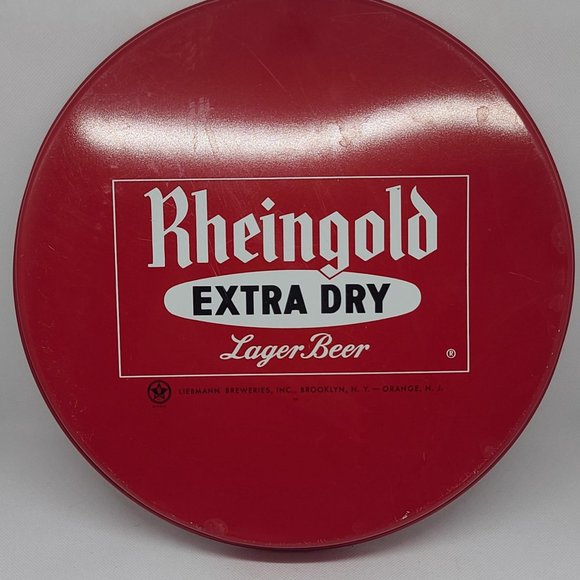 Rheingold
EXTRA DRY
Lager Beer
®
LIEBMANN BREWERIES, INC., BROOKLYN, N. Y. — ORANGE, N. J.